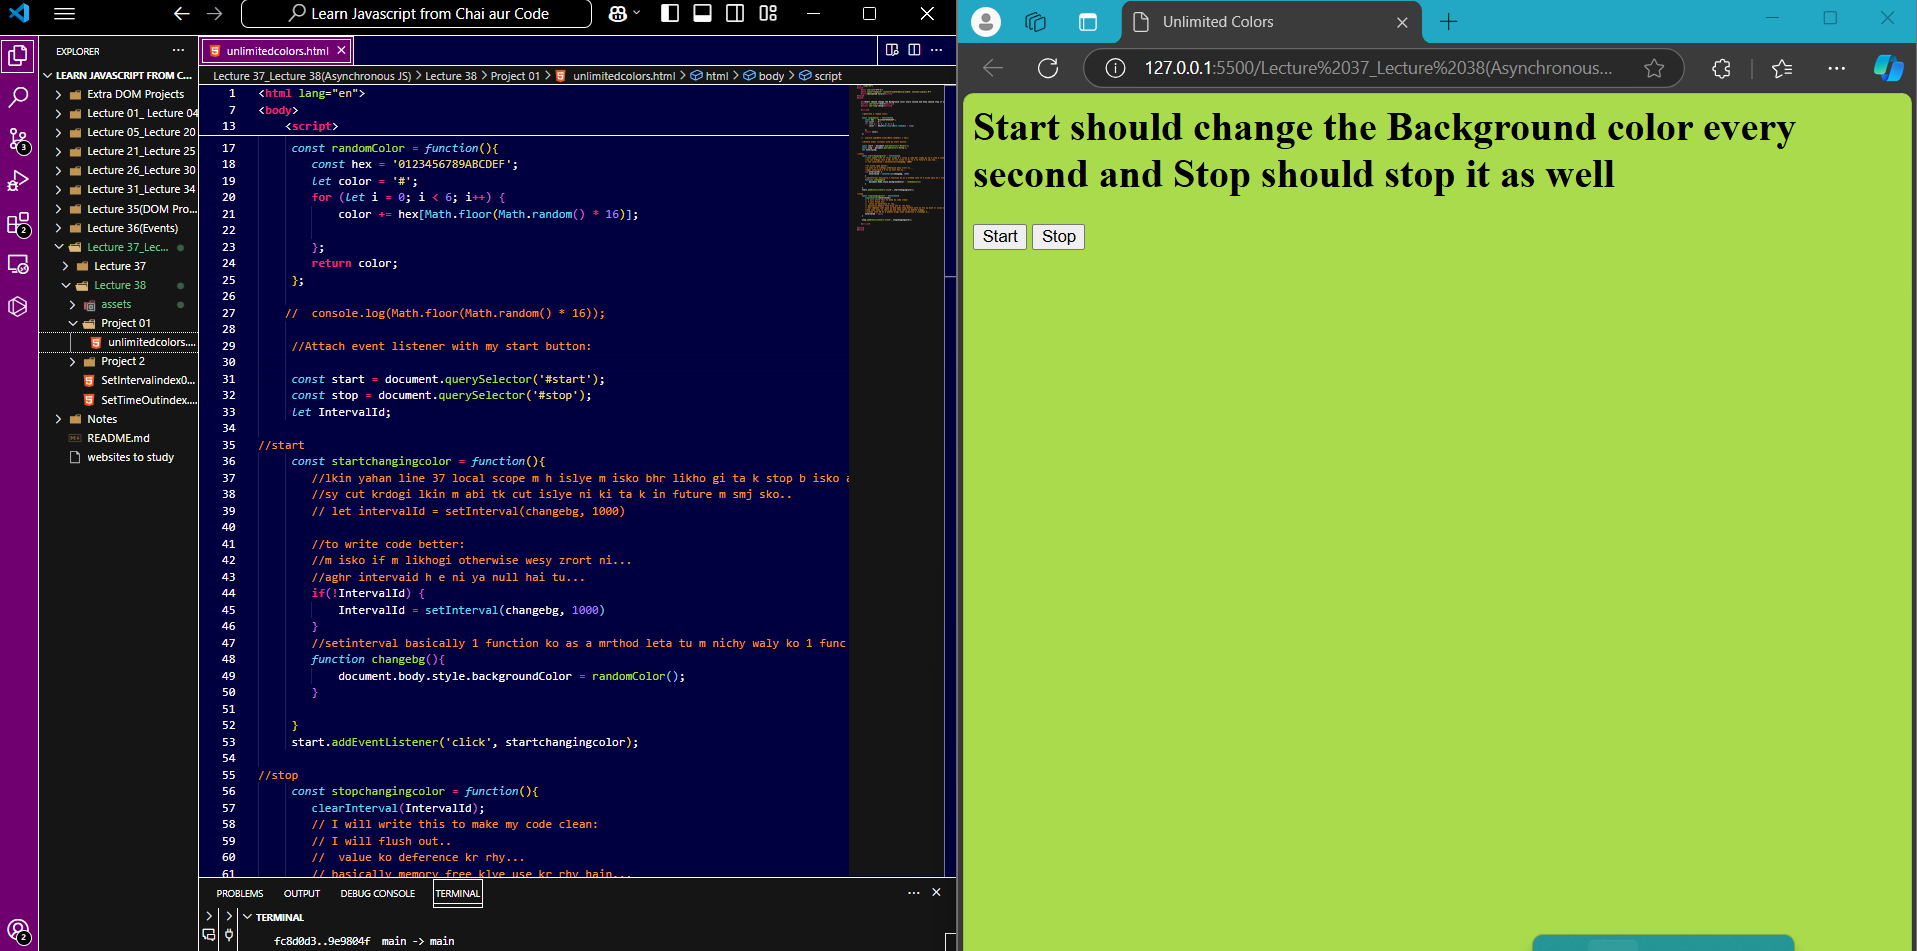 Learn Javascript from Chai aur Code
EXPLORER
LEARN JAVASCRIPT FROM C...
Extra DOM Projects
Lecture 01_ Lecture 04
Lecture 05_Lecture 20
Lecture 21_Lecture 25
Lecture 26_Lecture 30
Lecture 31_Lecture 34
Lecture 35(DOM Pro...
Lecture 36(Events)
Lecture 37_Lec...
Lecture 37
Lecture 38
assets
Project 01
unlimitedcolors....
Project 2
SetIntervalindex0...
SetTimeOutindex....
Notes
README.md
websites to study
3
2
2
unlimitedcolors.html
Lecture 37_Lecture 38(Asynchronous JS) > Lecture 38 > Project 01 > unlimitedcolors.html > html > body > script
1 <html lang="en">
7 <body>
13 <script>
17 const randomColor = function(){
18 const hex = '0123456789ABCDEF';
19 let color = '#';
20 for (let i = 0; i < 6; i++) {
21 color += hex[Math.floor(Math.random() * 16)];
22
23 };
24 return color;
25 };
26
27 // console.log(Math.floor(Math.random() * 16));
28
29 //Attach event listener with my start button:
30
31 const start = document.querySelector('#start');
32 const stop = document.querySelector('#stop');
33 let IntervalId;
34
35 //start
36 const startchangingcolor = function(){
37 //lkin yahan line 37 local scope m h islye m isko bhr likho gi ta k stop b isko a
38 //sy cut krdogi lkin m abi tk cut islye ni ki ta k in future m smj sko..
39 // let intervalId = setInterval(changebg, 1000)
40
41 //to write code better:
42 //m isko if m likhogi otherwise wesy zrort ni...
43 //aghr intervaid h e ni ya null hai tu...
44 if(!IntervalId) {
45 IntervalId = setInterval(changebg, 1000)
46 }
47 //setinterval basically 1 function ko as a mrthod leta tu m nichy waly ko 1 func
48 function changebg(){
49 document.body.style.backgroundColor = randomColor();
50 }
51
52 }
53 start.addEventListener('click', startchangingcolor);
54
55 //stop
56 const stopchangingcolor = function(){
57 clearInterval(IntervalId);
58 // I will write this to make my code clean:
59 // I will flush out..
60 // value ko deference kr rhy...
61 // basically memory free klye use kr rhy hain...
PROBLEMS OUTPUT DEBUG CONSOLE TERMINAL
TERMINAL
fc8d0d3..9e9804f main -> main
Unlimited Colors
127.0.0.1:5500/Lecture%2037_Lecture%2038(Asynchronous...
Start should change the Background color every
second and Stop should stop it as well
Start Stop